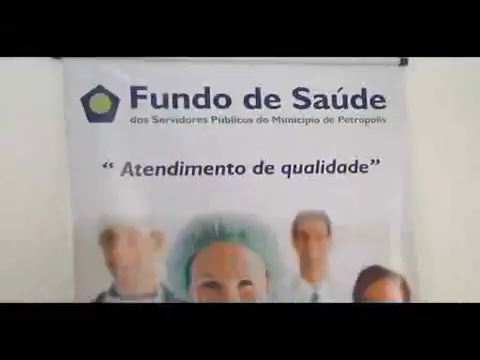 Fundo de Saúde
dos Servidores Públicos do Município de Petrópolis
“ Atendimento de qualidade”